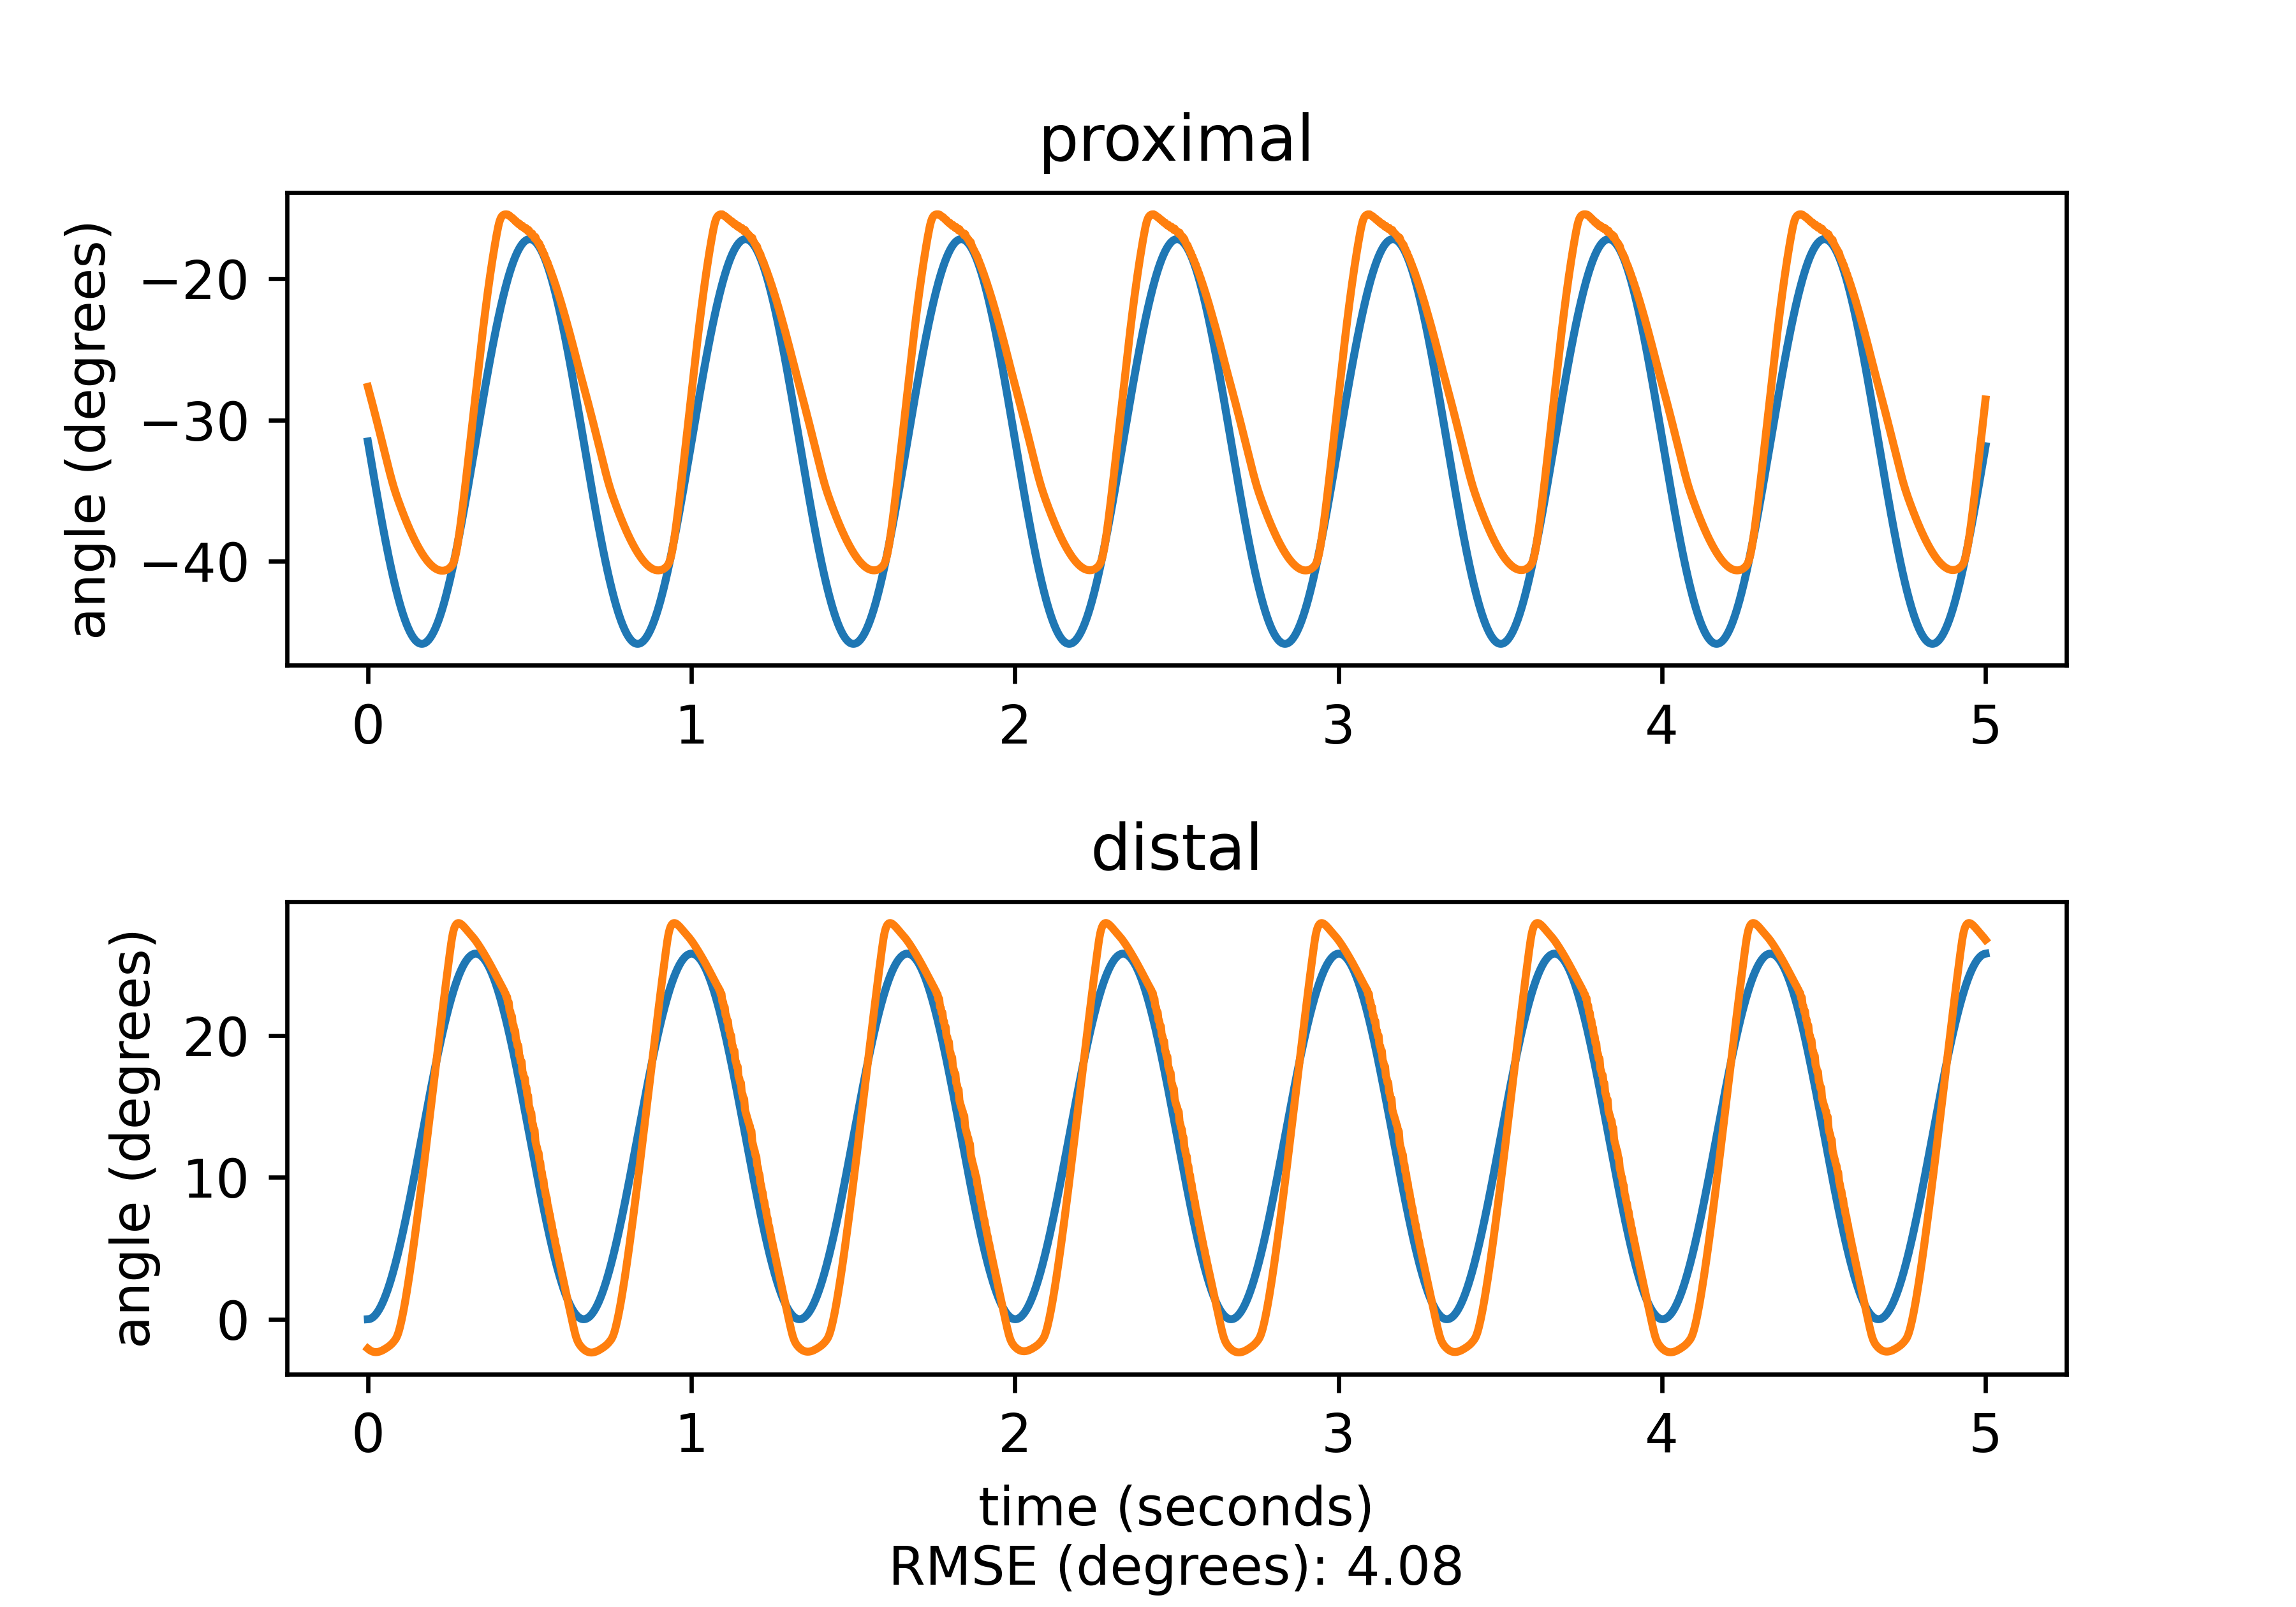 proximal
angle (degrees)
−20
−30
−40
0 1 2 3 4 5
distal
angle (degrees)
20
10
0
0 1 2 3 4 5
time (seconds)
RMSE (degrees): 4.08